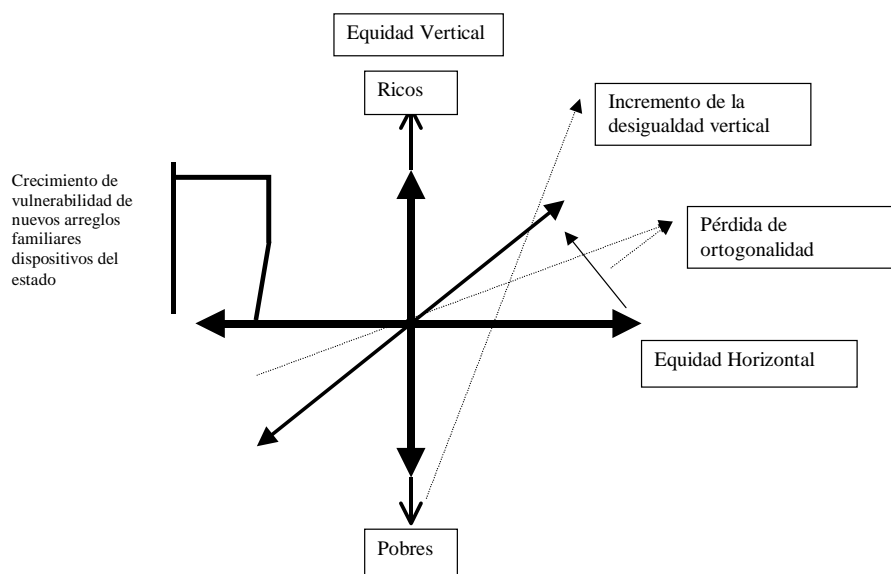 Equidad Vertical
Ricos
Incremento de la
desigualdad vertical
Crecimiento de
vulnerabilidad de
nuevos arreglos
familiares
dispositivos del
estado
Pérdida de
ortogonalidad
Equidad Horizontal
Pobres